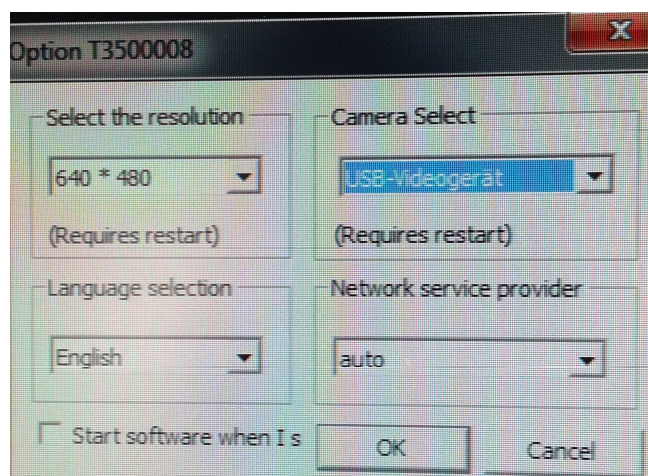 Option T3500008
Select the resolution
640 * 480
(Requires restart)
Camera Select
USB-Videogerät
(Requires restart)
Language selection
English
Network service provider
auto
Start software when I s
OK
Cancel